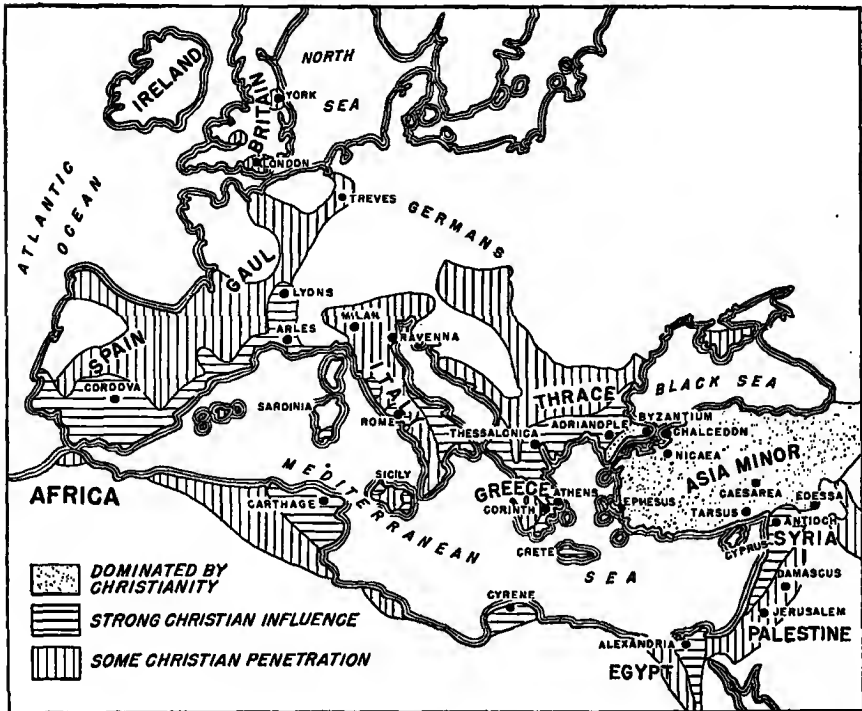 NORTH
SEA
IRELAND
YORK
BRITAIN
LONDON
ATLANTIC
OCEAN
TREVES
GERMANS
GAUL
LYONS
MILAN
ARLES
RAVENNA
SPAIN
CORDOVA
ITALY
BLACK SEA
THRACE
SARDINIA
ROME
ADRIANOPLE
BYZANTIUM
THESSALONICA
CHALCEDON
NICAEA
ASIA MINOR
MEDITERRANEAN
SEA
SICILY
GREECE
ATHENS
EPHESUS
CAESAREA
EDESSA
AFRICA
CARTHAGE
CORINTH
TARSUS
ANTIOCH
CRETE
CYPRUS
SYRIA
DAMASCUS
CYRENE
JERUSALEM
PALESTINE
ALEXANDRIA
EGYPT
DOMINATED BY
CHRISTIANITY
STRONG CHRISTIAN INFLUENCE
SOME CHRISTIAN PENETRATION